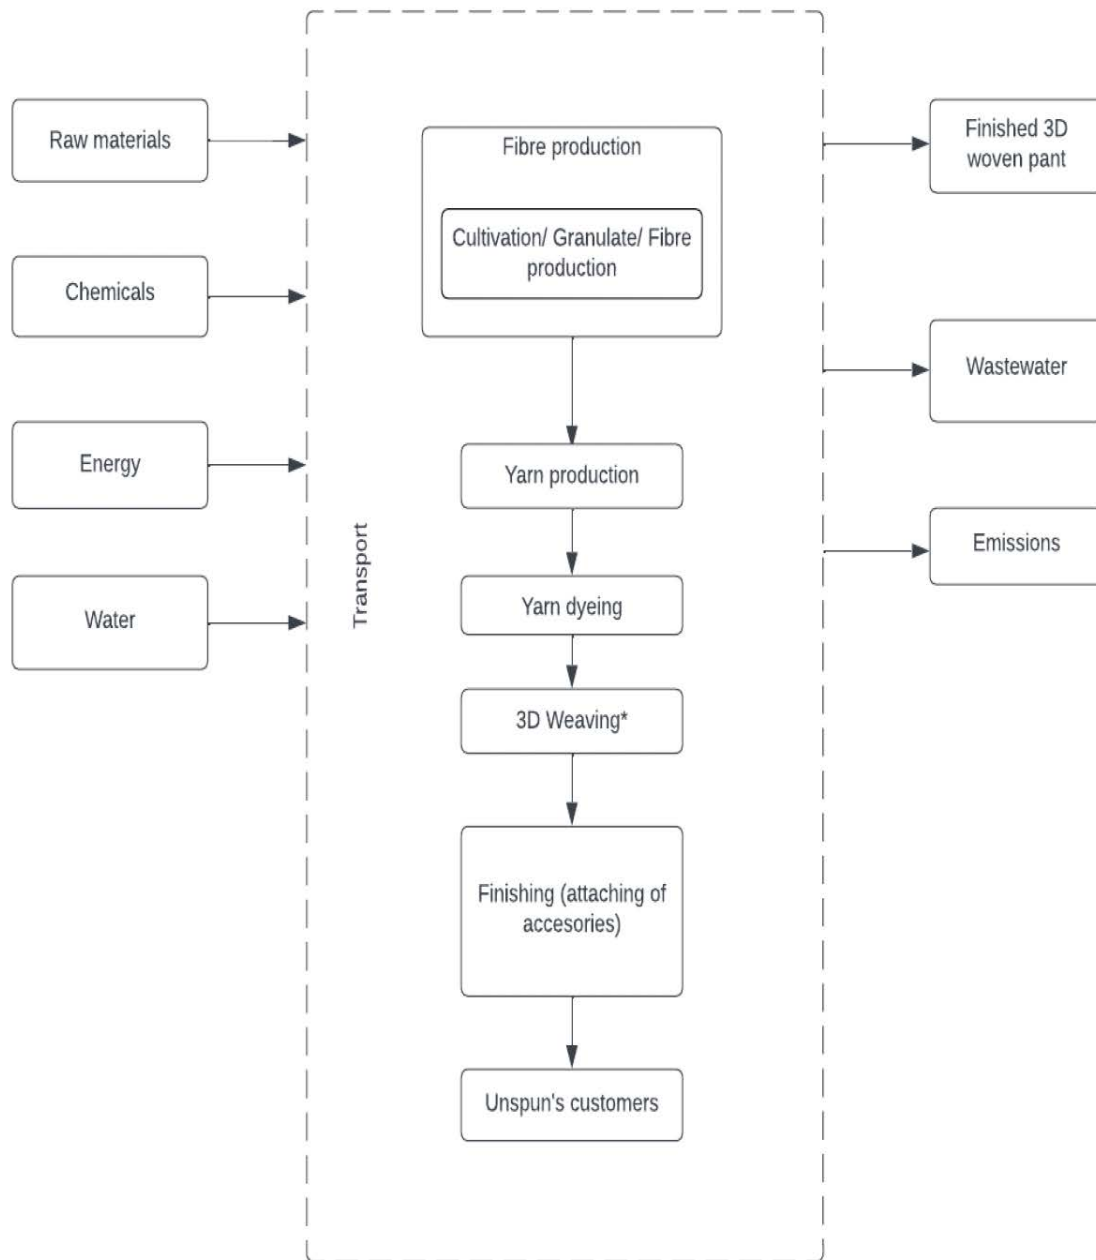 Raw materials
Chemicals
Energy
Water
Transport
Fibre production
Cultivation/ Granulate/ Fibre
production
Yarn production
Yarn dyeing
3D Weaving*
Finishing (attaching of
accesories)
Unspun's customers
Finished 3D
woven pant
Wastewater
Emissions